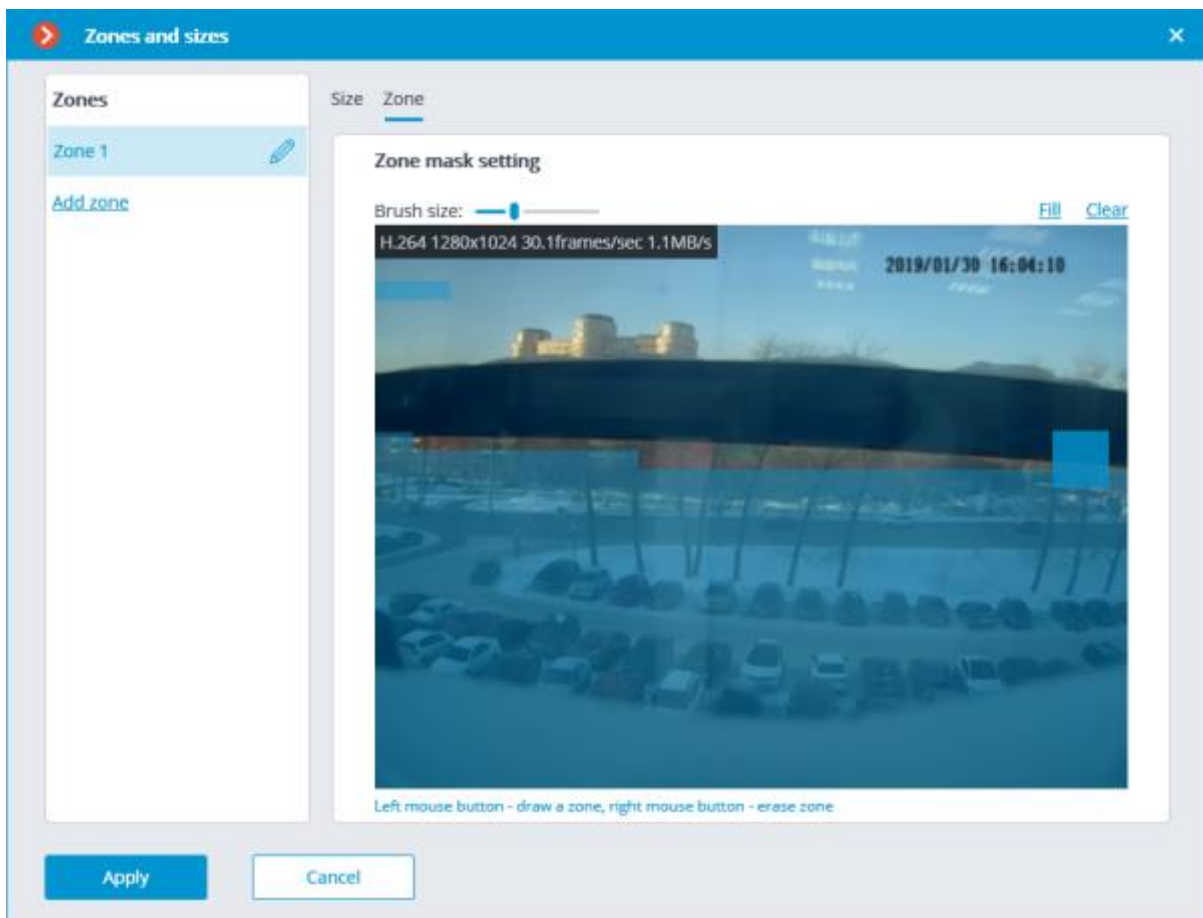 Zones and sizes
Zones
Size Zone
Zone 1
Zone mask setting
Add zone
Brush size:
Fill Clear
H.264 1280x1024 30.1frames/sec 1.1MB/s
2019/01/30 16:04:10
Left mouse button - draw a zone, right mouse button - erase zone
Apply
Cancel